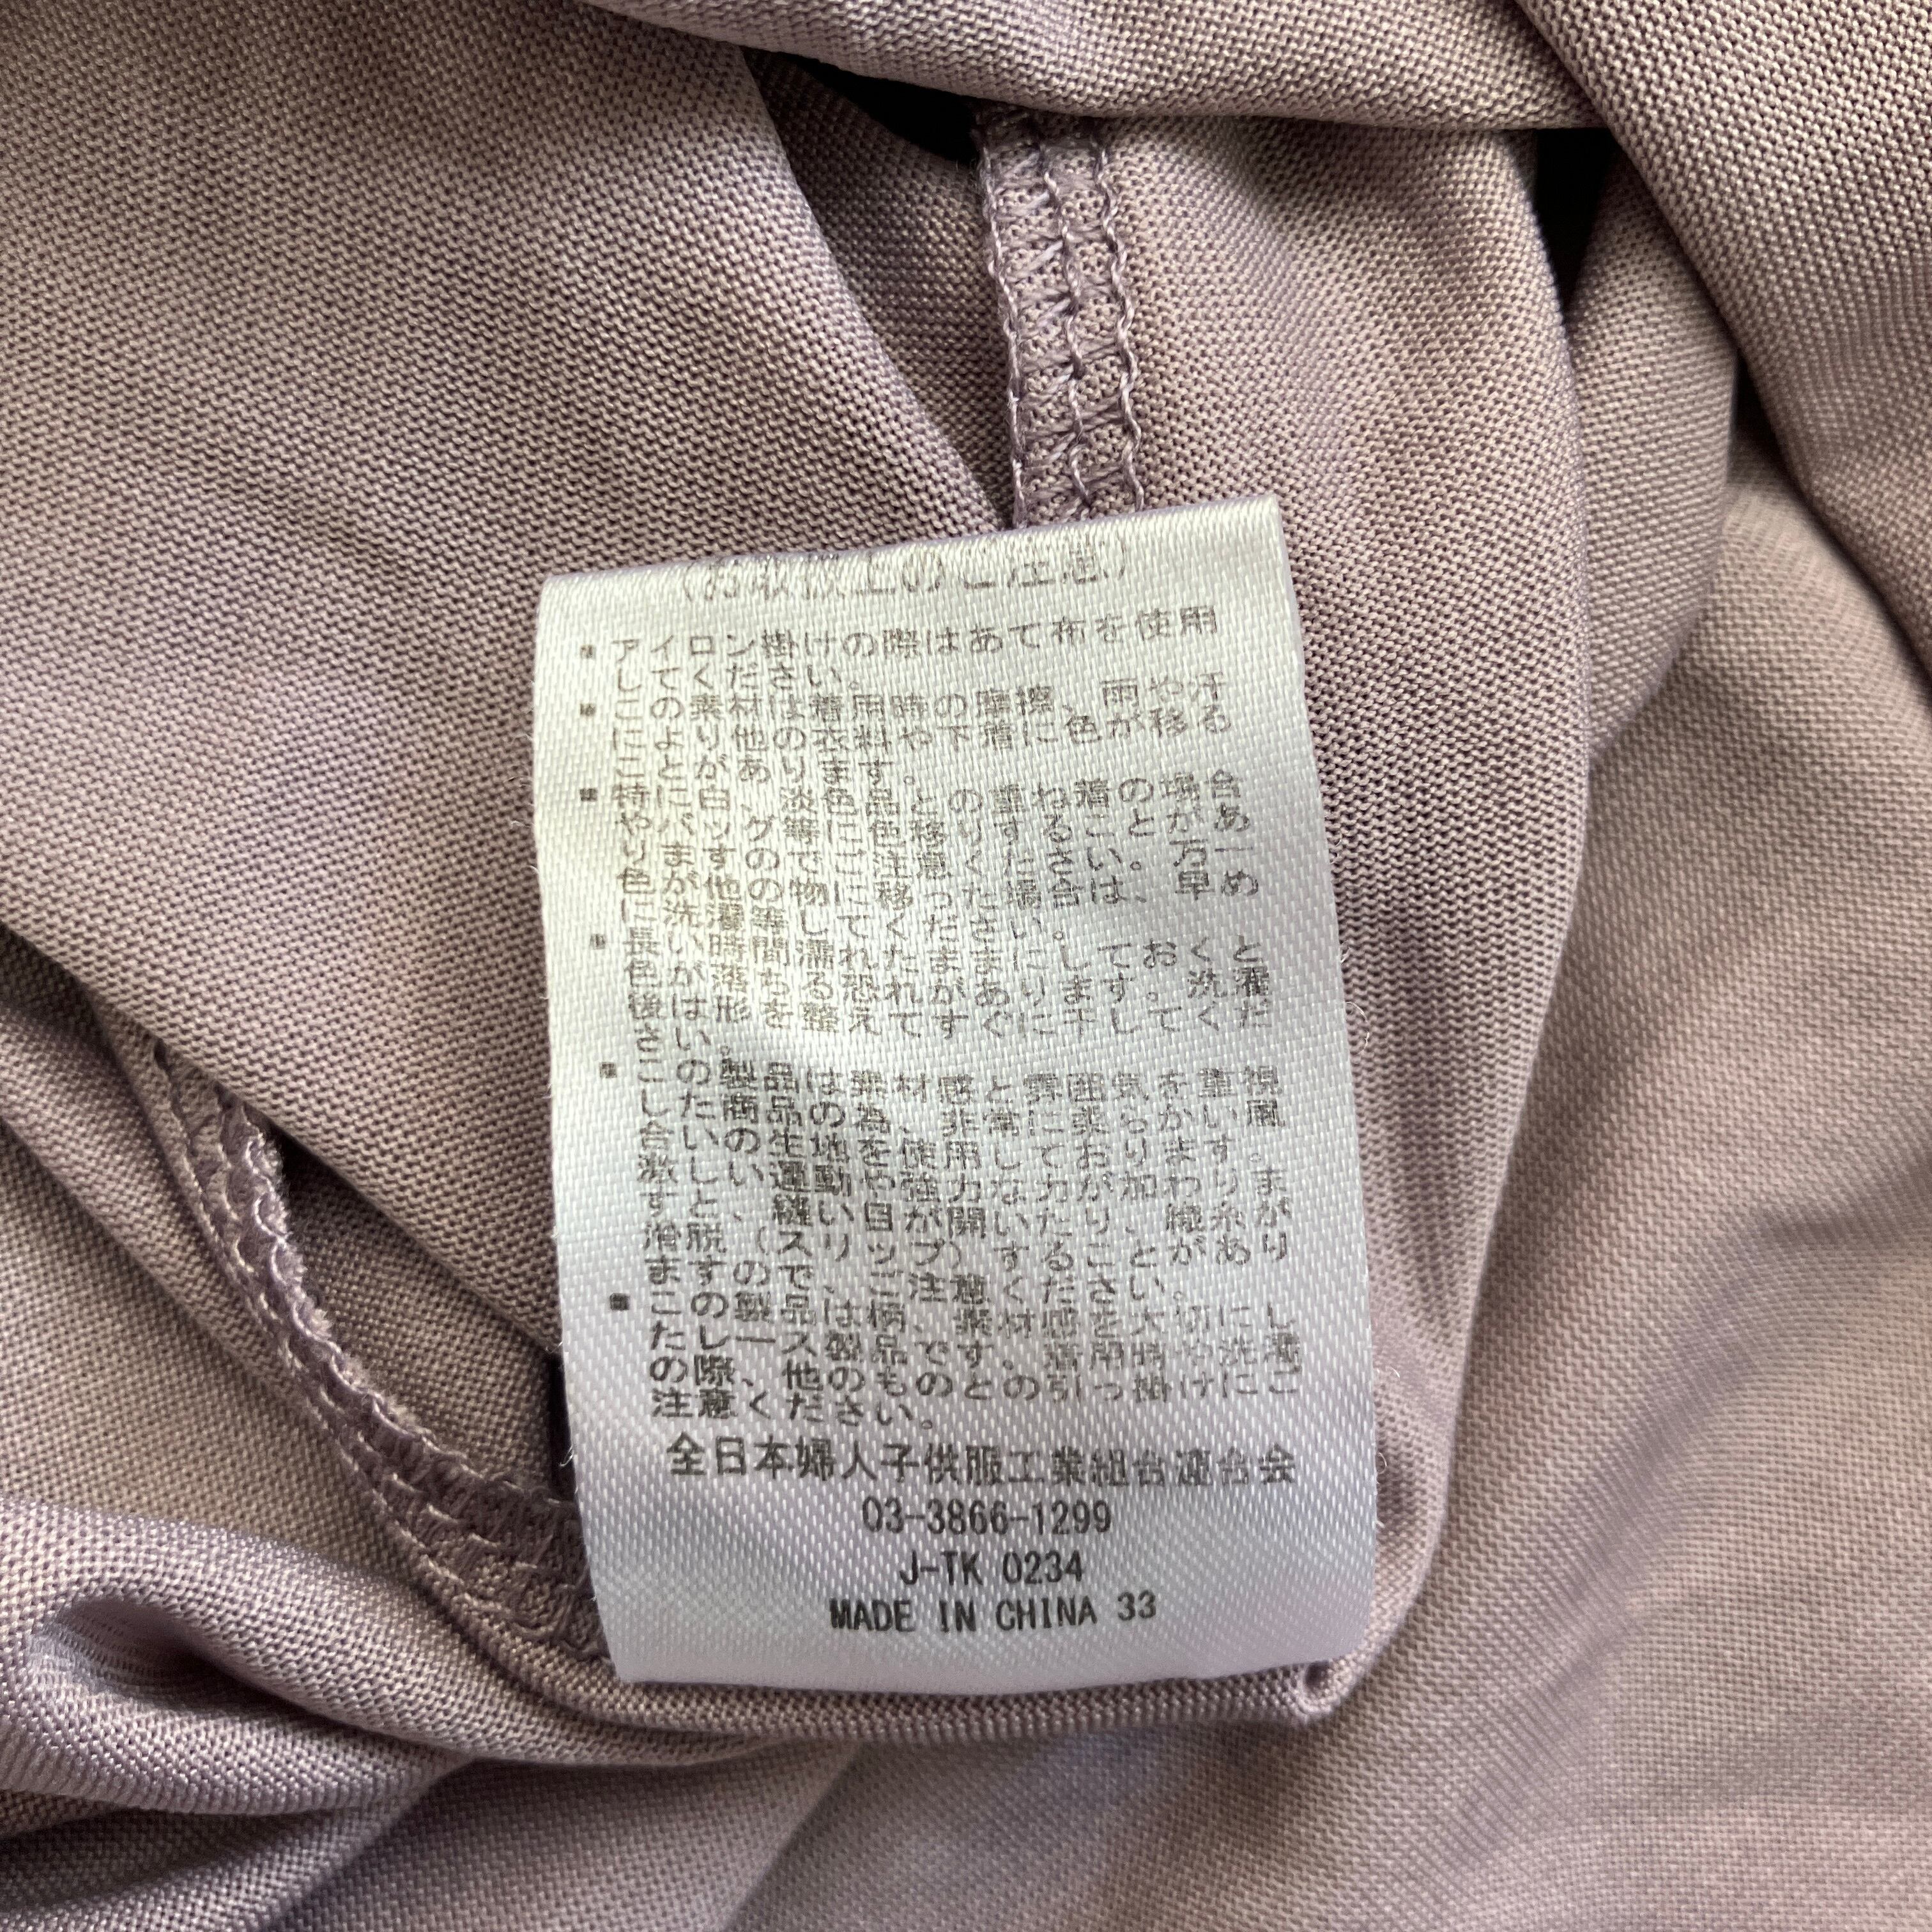 (お取扱上のご注意)
▪アイロン掛けの際はあて布を使用
してください。
▪この素材は着用時の摩擦、雨や汗
により他の衣料や下着に色が移る
ことがあります。
▪特に白、淡色品との重ね着の場合
やバッグ等に色移りすることがあ
りますのでご注意ください。万一
色が他の物に移った場合は、早め
に洗濯等してください。
▪長い時間濡れたままにしておくと
色が落ちる恐れがあります。洗濯
後は形を整えてすぐに干してくだ
さい。
▪この製品は素材感と雰囲気を重視
した商品の為、非常に柔らかい風
合いの生地を使用しております。
激しい運動や強力な力が加わりま
すと、縫い目が開いたり、織糸が
滑脱(スリップ)することがあり
ますので、ご注意ください。
▪この製品は柄、素材感を大切にし
たレース製品です。着用時や洗濯
の際、他のものとの引っ掛けにご
注意ください。
全日本婦人子供服工業組合連合会
03-3866-1299
J-TK 0234
MADE IN CHINA 33